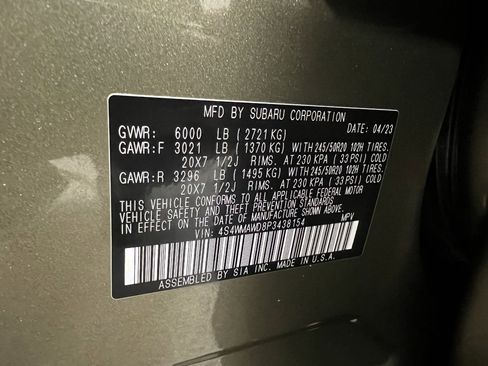 MFD BY SUBARU CORPORATION
GVWR: 6000 LB ( 2721 KG) DATE: 04/23
GAWR:F 3021 LB ( 1370 KG) WITH 245/50R20 102H TIRES.
20X7 1/2J RIMS. AT 230 KPA ( 33 PSI) COLD
GAWR:R 3296 LB ( 1495 KG) WITH 245/50R20 102H TIRES.
20X7 1/2J RIMS. AT 230 KPA ( 33 PSI) COLD
THIS VEHICLE CONFORMS TO ALL APPLICABLE FEDERAL MOTOR
VEHICLE SAFETY AND THEFT PREVENTION STANDARDS IN
EFFECT ON THE DATE OF MANUFACTURE SHOWN ABOVE.
VIN: 4S4WMAWD8P3438154 MPV
ASSEMBLED BY SIA INC. MADE IN U.S.A.